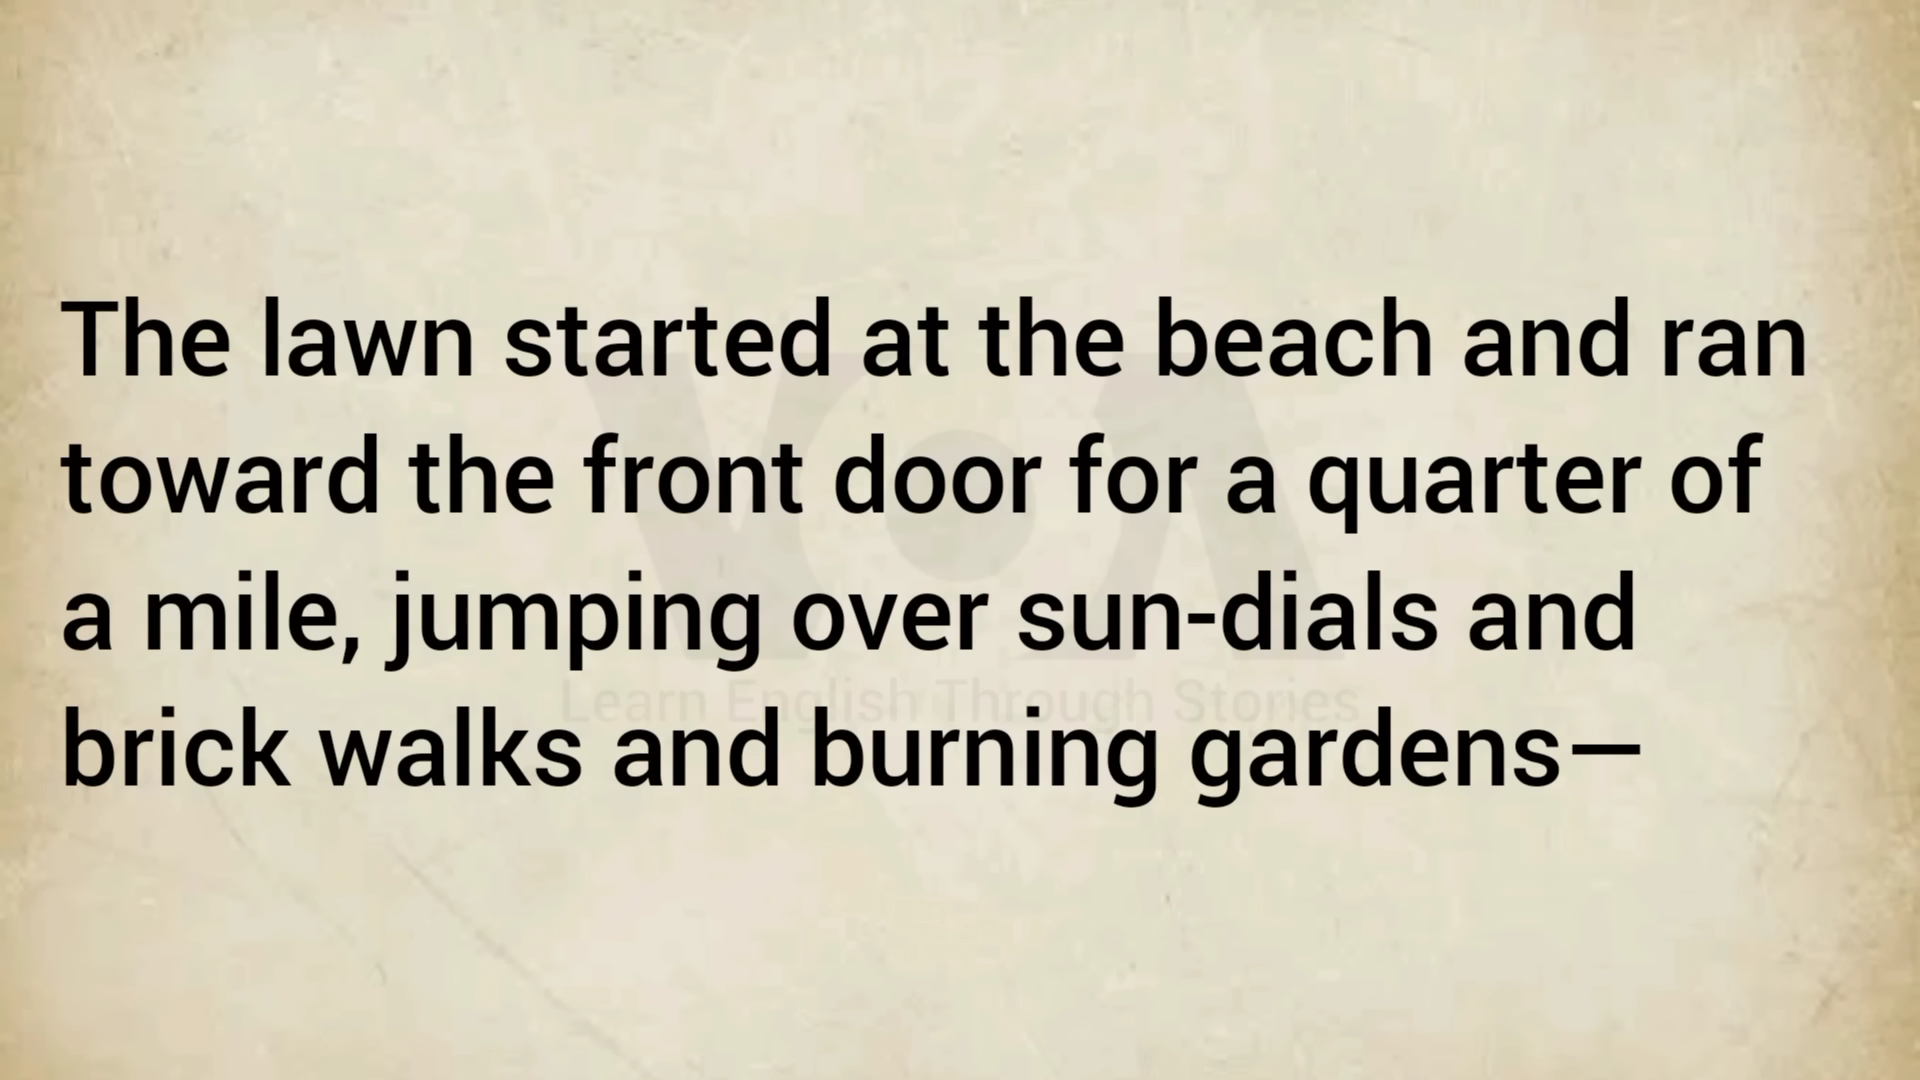 The lawn started at the beach and ran
toward the front door for a quarter of
a mile, jumping over sun-dials and
brick walks and burning gardens—
VOA
Learn English Through Stories